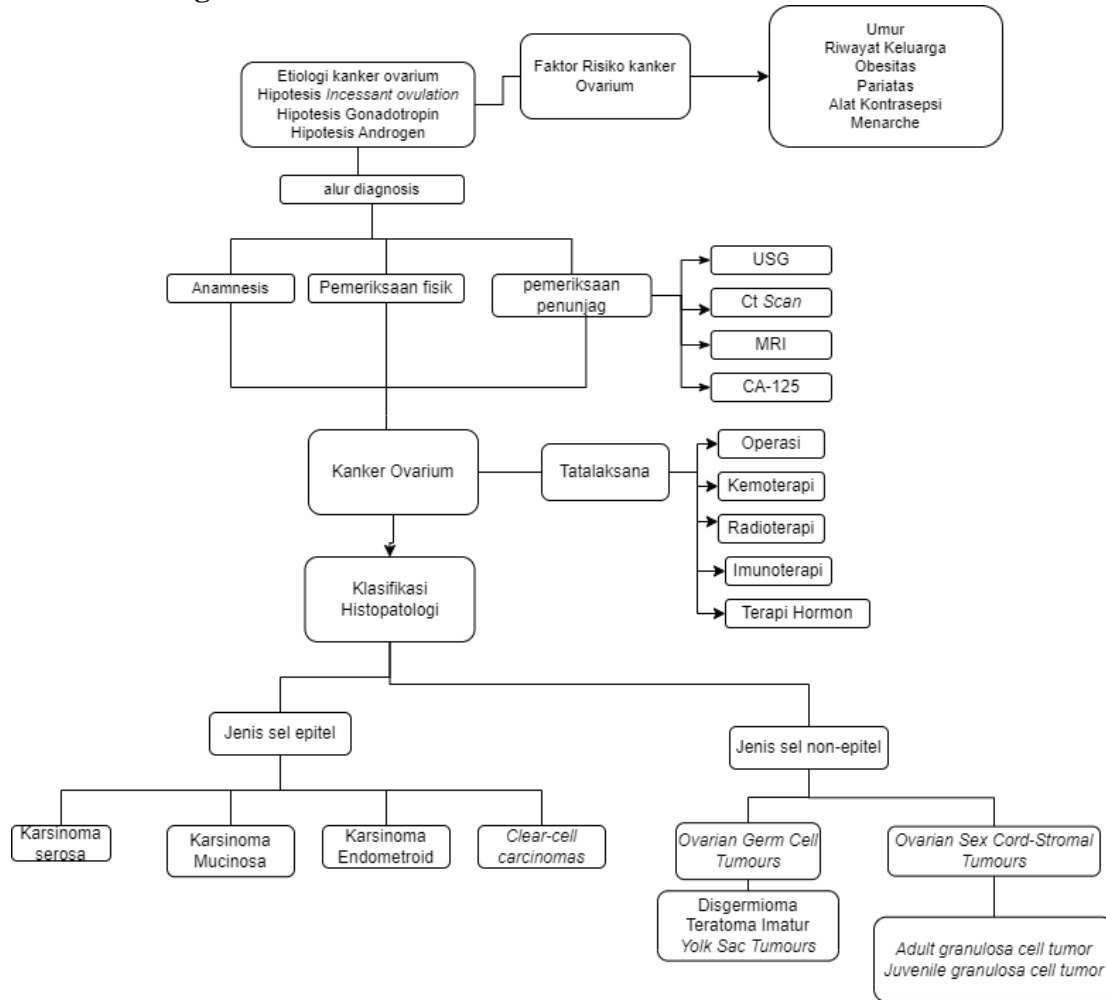 Umur
Riwayat Keluarga
Obesitas
Pariatas
Alat Kontrasepsi
Menarche
Faktor Risiko kanker
Ovarium
Etiologi kanker ovarium
Hipotesis Incessant ovulation
Hipotesis Gonadotropin
Hipotesis Androgen
alur diagnosis
Anamnesis
Pemeriksaan fisik
pemeriksaan
penunjag
USG
Ct Scan
MRI
CA-125
Kanker Ovarium
Tatalaksana
Operasi
Kemoterapi
Radioterapi
Imunoterapi
Terapi Hormon
Klasifikasi
Histopatologi
Jenis sel epitel
Jenis sel non-epitel
Karsinoma
serosa
Karsinoma
Mucinosa
Karsinoma
Endometroid
Clear-cell
carcinomas
Ovarian Germ Cell
Tumours
Ovarian Sex Cord-Stromal
Tumours
Disgermioma
Teratoma Imatur
Yolk Sac Tumours
Adult granulosa cell tumor
Juvenile granulosa cell tumor